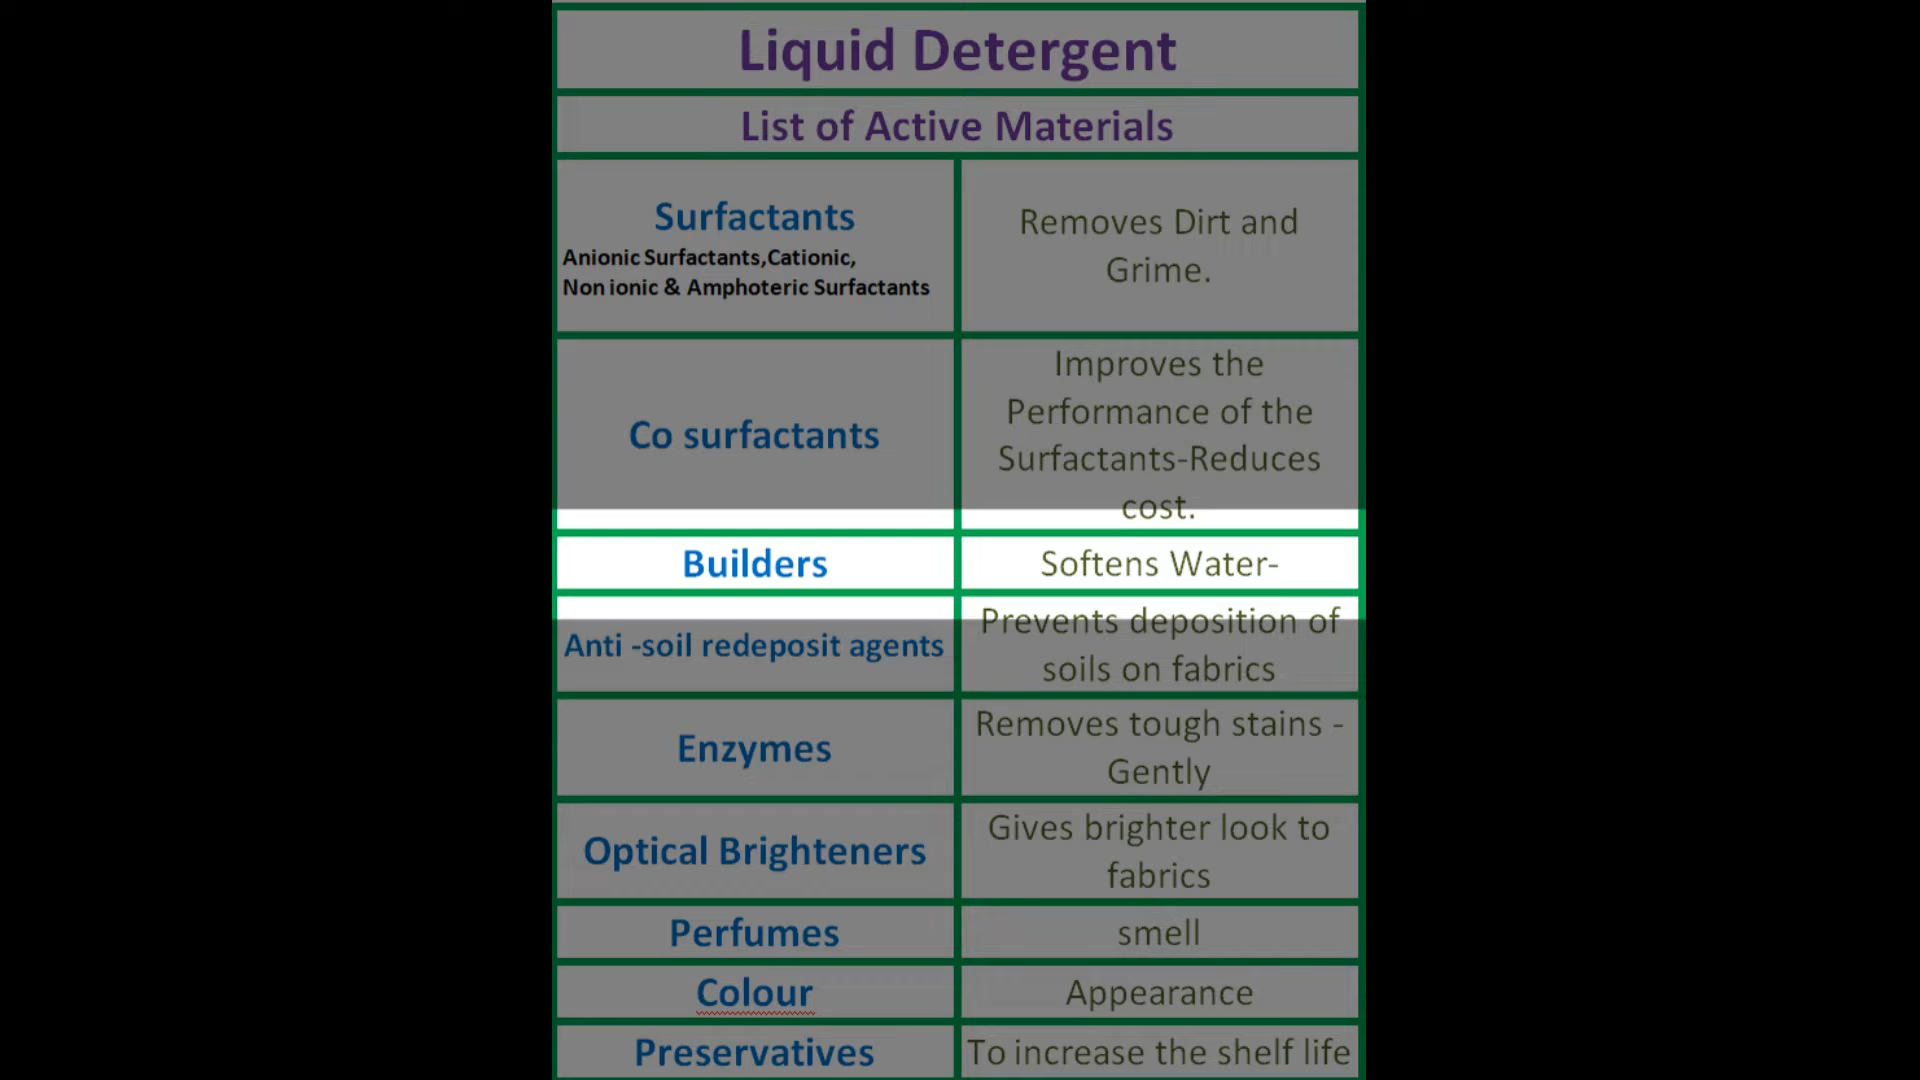 Liquid Detergent
List of Active Materials
Surfactants
Anionic Surfactants,Cationic,
Non ionic & Amphoteric Surfactants
Removes Dirt and
Grime.
Co surfactants
Improves the
Performance of the
Surfactants-Reduces
cost.
Builders
Softens Water-
Anti -soil redeposit agents
Prevents deposition of
soils on fabrics
Enzymes
Removes tough stains -
Gently
Optical Brighteners
Gives brighter look to
fabrics
Perfumes
smell
Colour
Appearance
Preservatives
To increase the shelf life